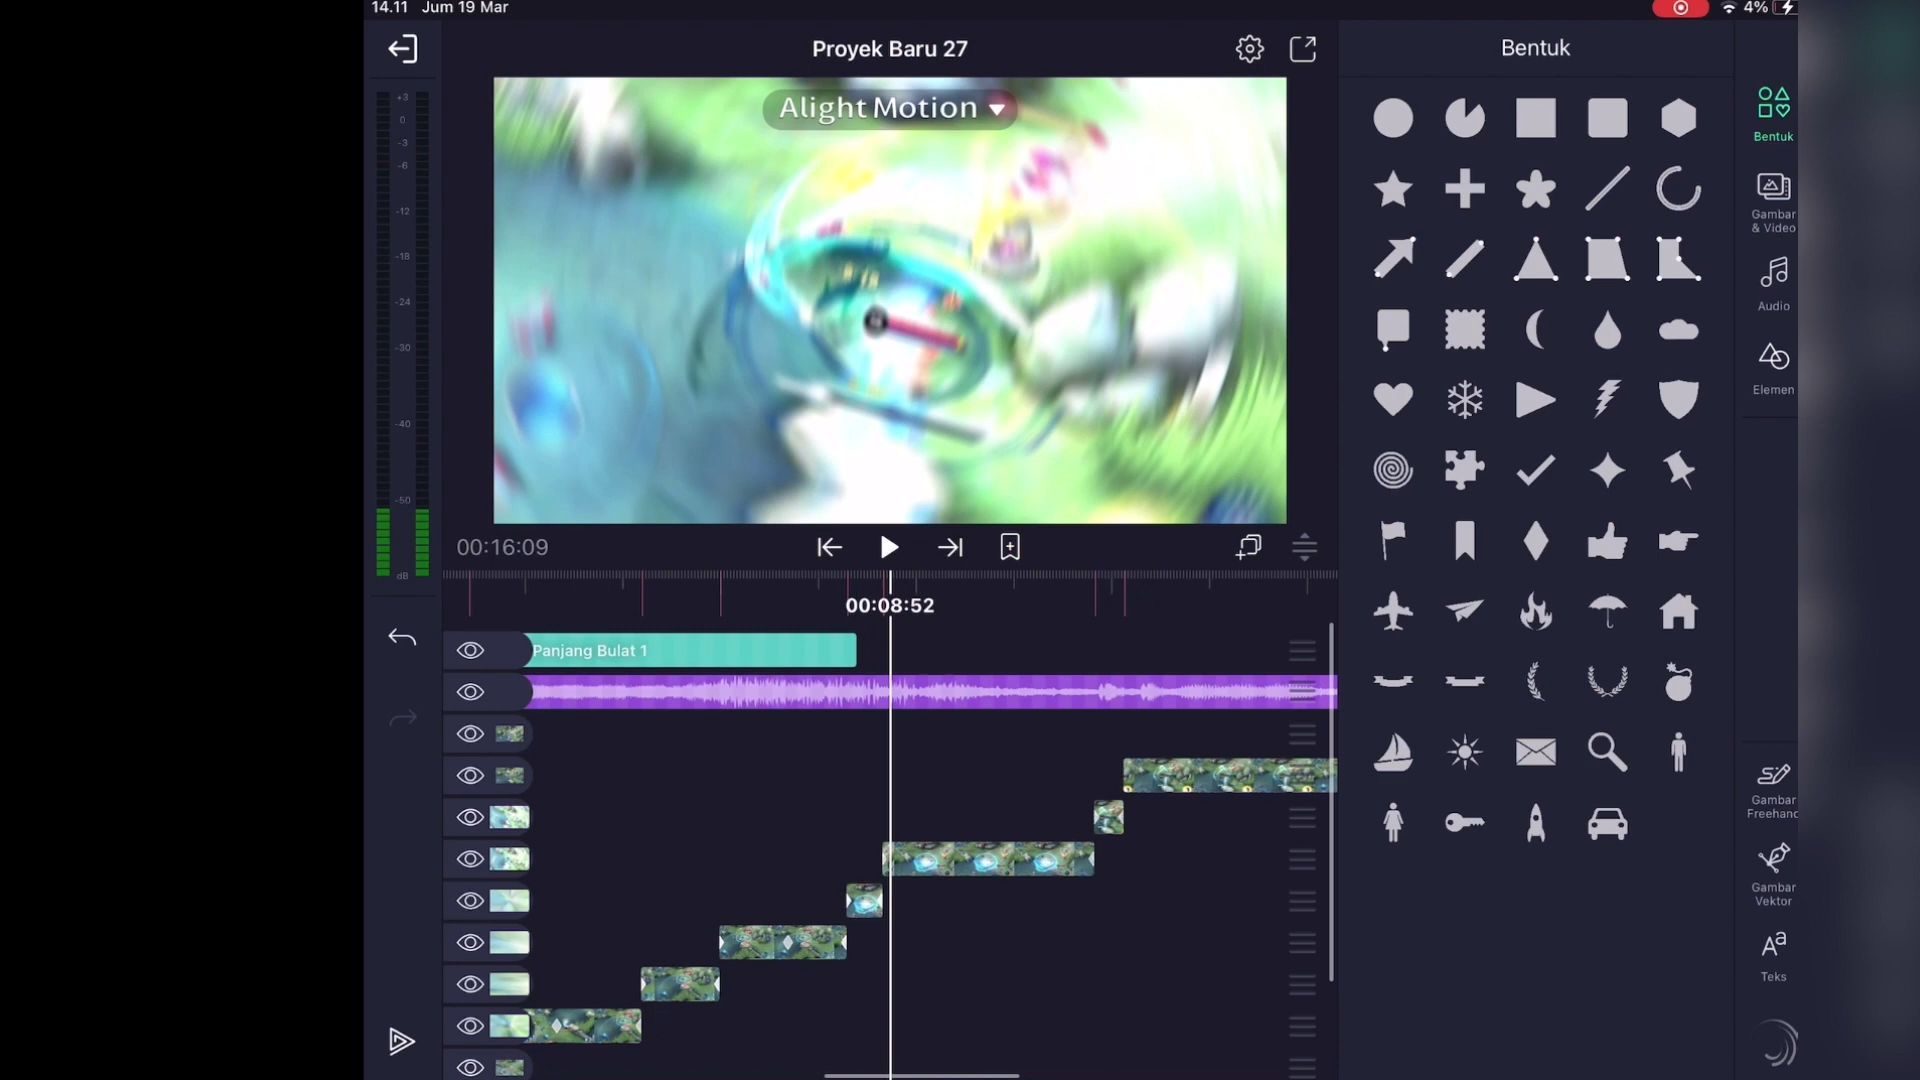 14.11 Jum 19 Mar
4%
Proyek Baru 27
Bentuk
Alight Motion
+3
0
-3
-6
-12
-18
-24
-30
-40
-50
dB
00:16:09
00:08:52
Panjang Bulat 1
Bentuk
Gambar
& Video
Audio
Elemen
Gambar
Freehand
Gambar
Vektor
Aa
Teks